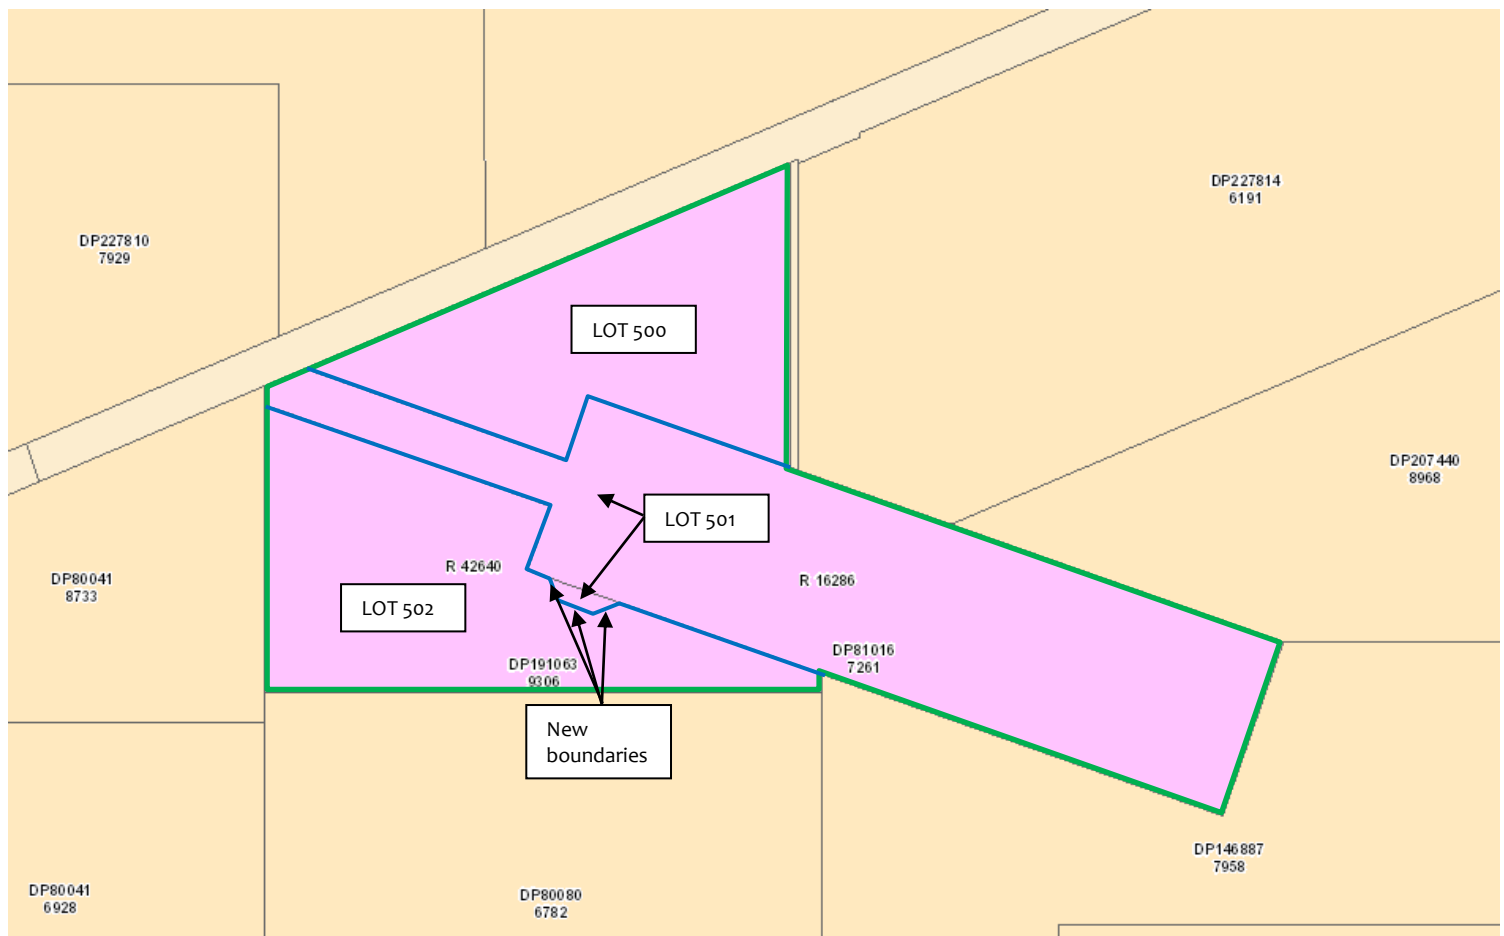 DP227814
6191
DP227810
7929
LOT 500
DP207440
8968
LOT 501
R 42640
R 16286
DP80041
8733
LOT 502
DP81016
7261
DP191063
9306
New
boundaries
DP146887
7958
DP80041
6928
DP80080
6782